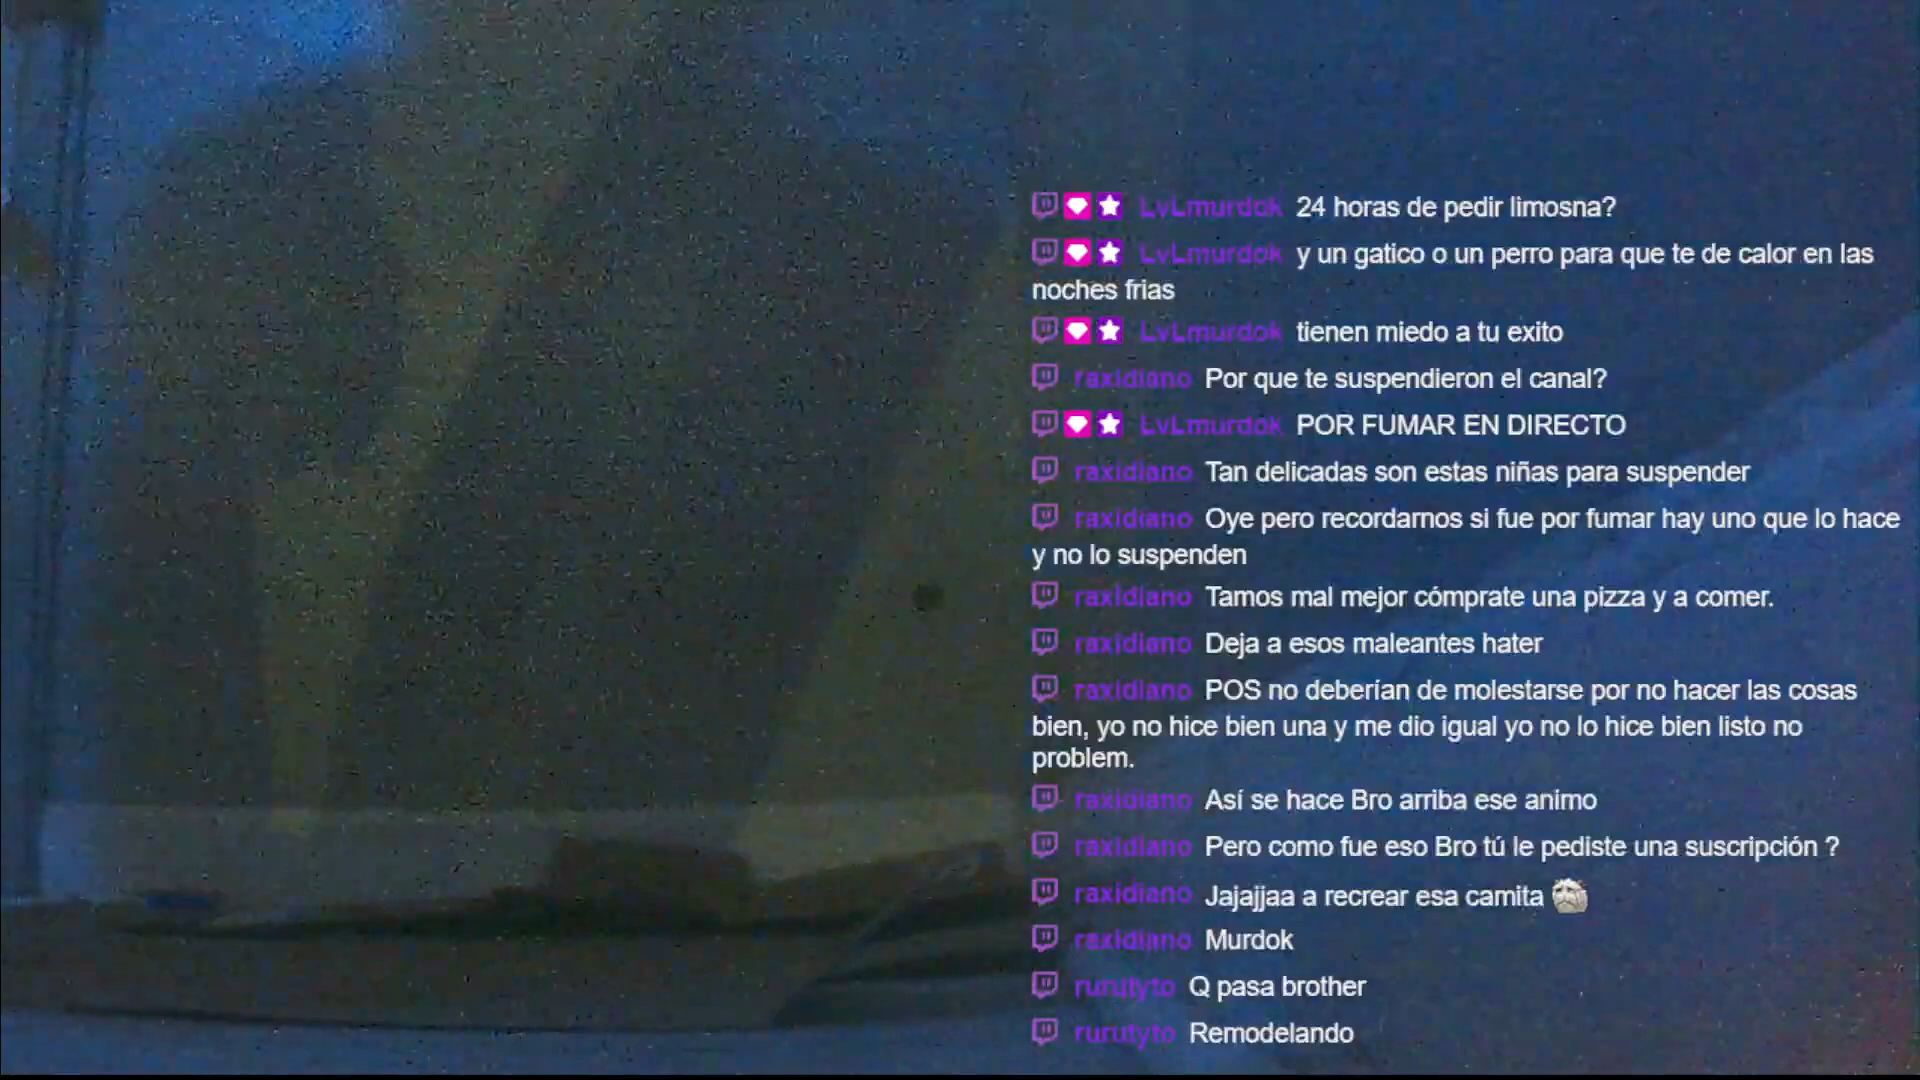 LvLmurdok 24 horas de pedir limosna?
LvLmurdok y un gatico o un perro para que te de calor en las
noches frias
LvLmurdok tienen miedo a tu exito
raxidiano Por que te suspendieron el canal?
LvLmurdok POR FUMAR EN DIRECTO
raxidiano Tan delicadas son estas niñas para suspender
raxidiano Oye pero recordarnos si fue por fumar hay uno que lo hace
y no lo suspenden
raxidiano Tamos mal mejor cómprate una pizza y a comer.
raxidiano Deja a esos maleantes hater
raxidiano POS no deberían de molestarse por no hacer las cosas
bien, yo no hice bien una y me dio igual yo no lo hice bien listo no
problem.
raxidiano Así se hace Bro arriba ese animo
raxidiano Pero como fue eso Bro tú le pediste una suscripción ?
raxidiano Jajajjaa a recrear esa camita
raxidiano Murdok
rurutyto Q pasa brother
rurutyto Remodelando